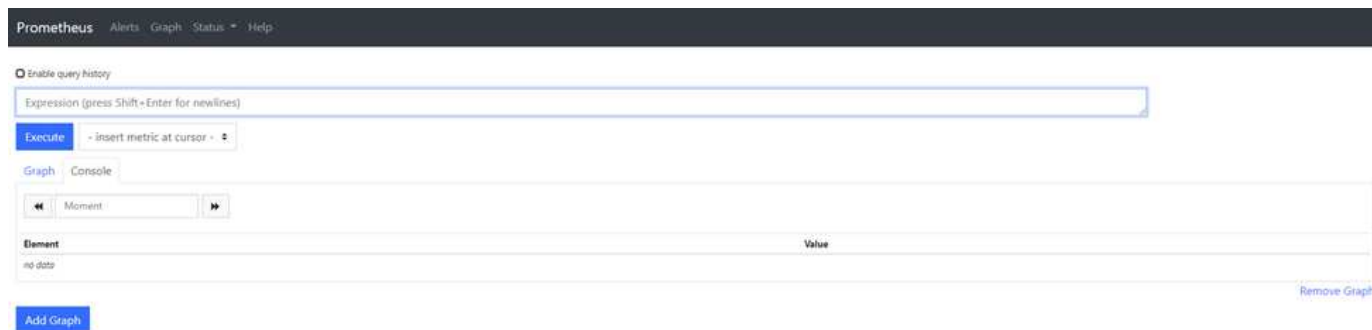 Prometheus Alerts Graph Status Help
Enable query history
Expression (press Shift+Enter for newlines)
Execute - insert metric at cursor -
Graph Console
Moment
Element Value
no data
Remove Graph
Add Graph